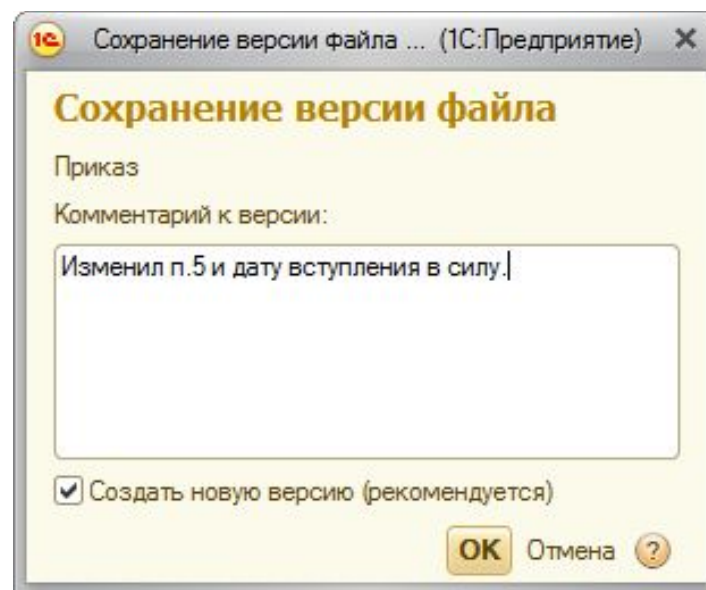 1С Сохранение версии файла ... (1С:Предприятие)
Сохранение версии файла
Приказ
Комментарий к версии:
Изменил п.5 и дату вступления в силу.
Создать новую версию (рекомендуется)
ОК Отмена ?